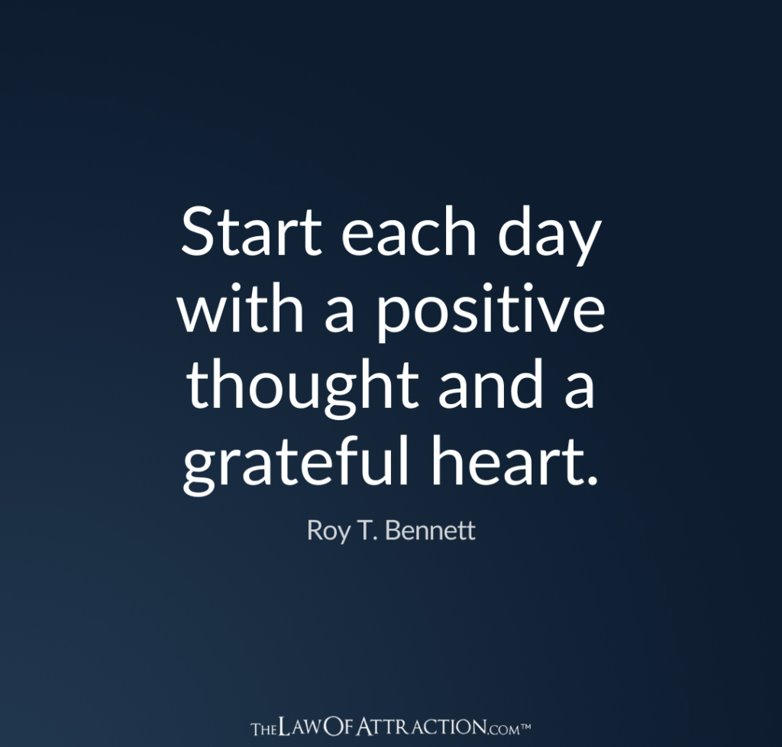 Start each day
with a positive
thought and a
grateful heart.
Roy T. Bennett
THELAWOFATTRACTION.COM™